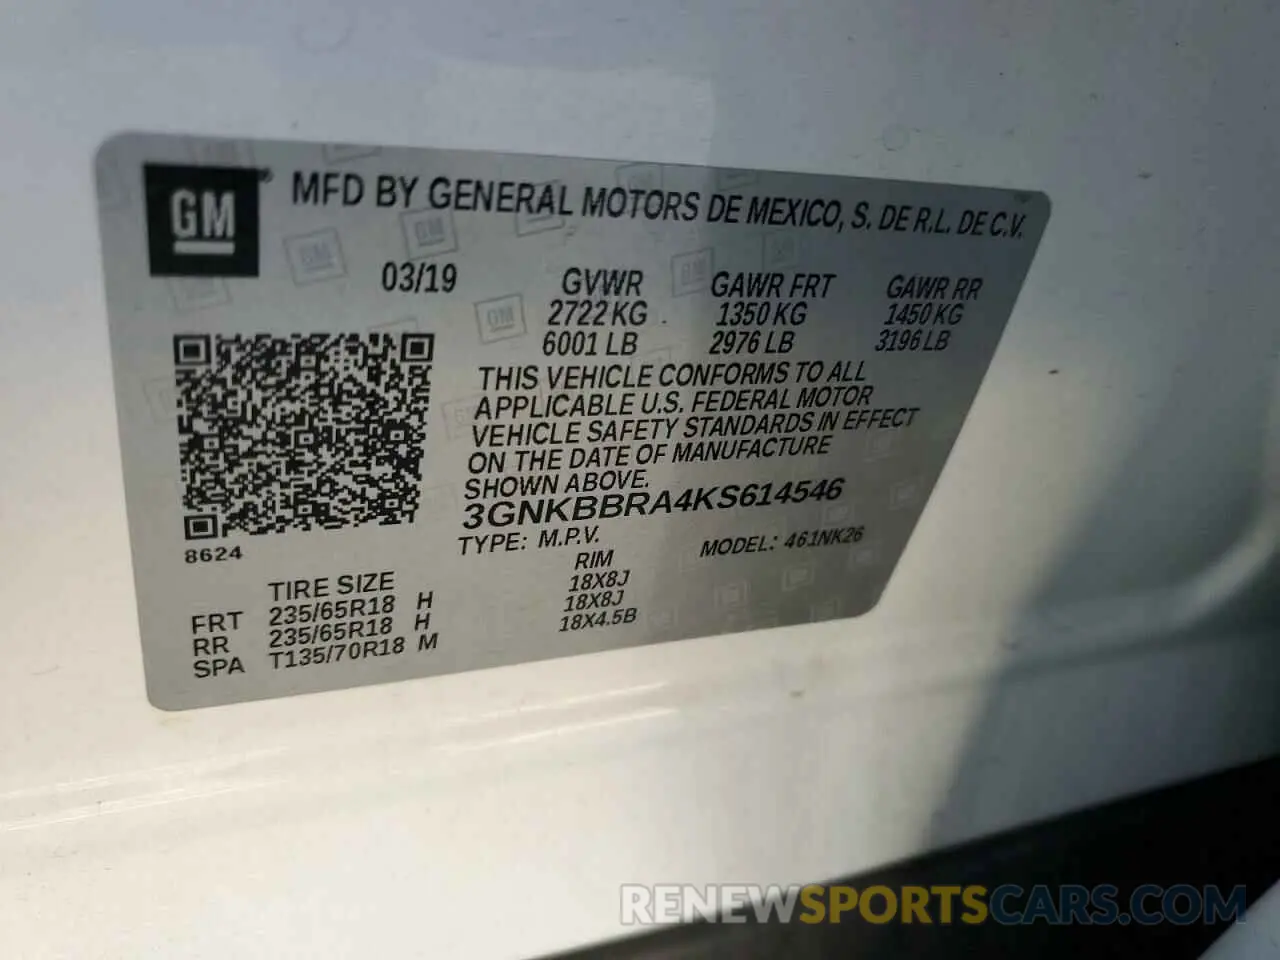 GM ® MFD BY GENERAL MOTORS DE MEXICO, S. DE R.L. DE C.V.
03/19 GVWR GAWR FRT GAWR RR
2722 KG 1350 KG 1450 KG
6001 LB 2976 LB 3196 LB
THIS VEHICLE CONFORMS TO ALL
APPLICABLE U.S. FEDERAL MOTOR
VEHICLE SAFETY STANDARDS IN EFFECT
ON THE DATE OF MANUFACTURE
SHOWN ABOVE.
3GNKBBRA4KS614546
8624 TYPE: M.P.V. MODEL: 461NK26
TIRE SIZE RIM
FRT 235/65R18 H 18X8J
RR 235/65R18 H 18X8J
SPA T135/70R18 M 18X4.5B
RENEWSPORTSCARS.COM